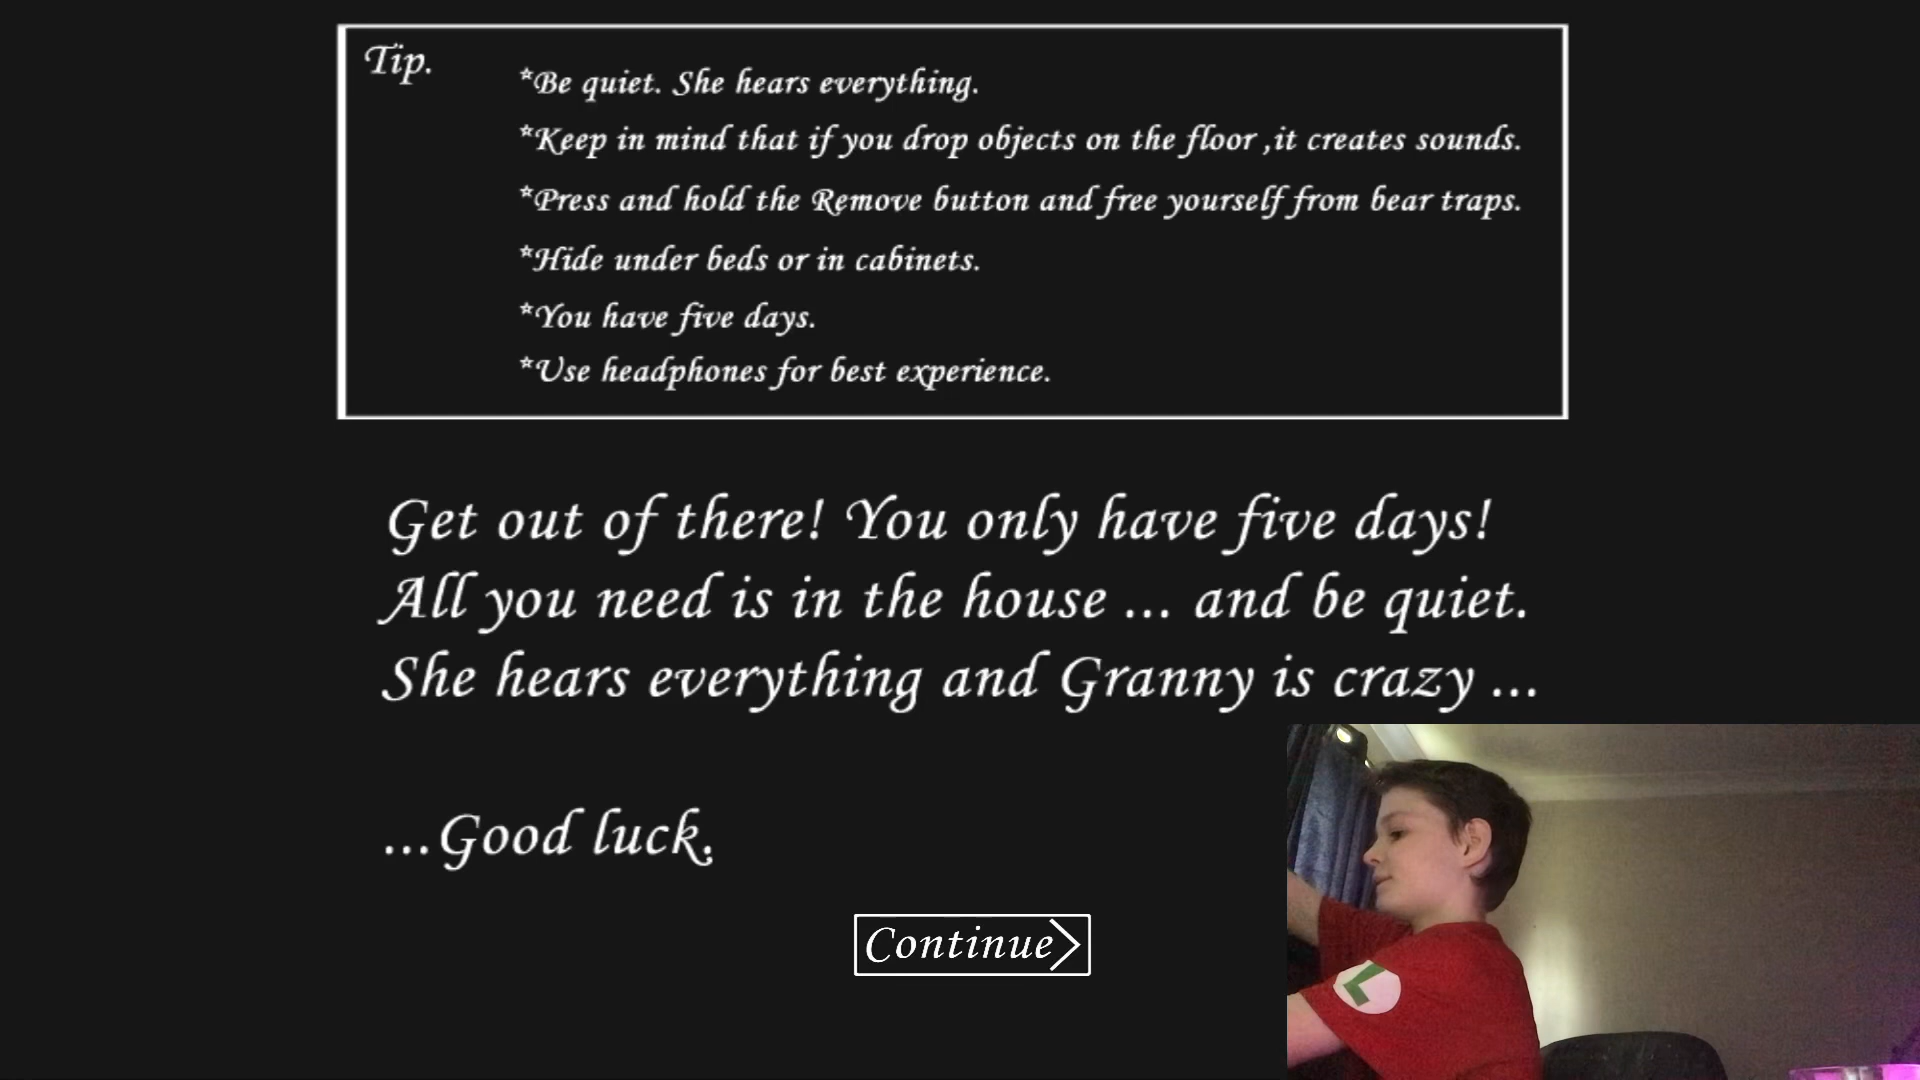 Tip.
*Be quiet. She hears everything.
*Keep in mind that if you drop objects on the floor ,it creates sounds.
*Press and hold the Remove button and free yourself from bear traps.
*Hide under beds or in cabinets.
*You have five days.
*Use headphones for best experience.
Get out of there! You only have five days!
All you need is in the house ... and be quiet.
She hears everything and Granny is crazy ...
...Good luck.
Continue>
L